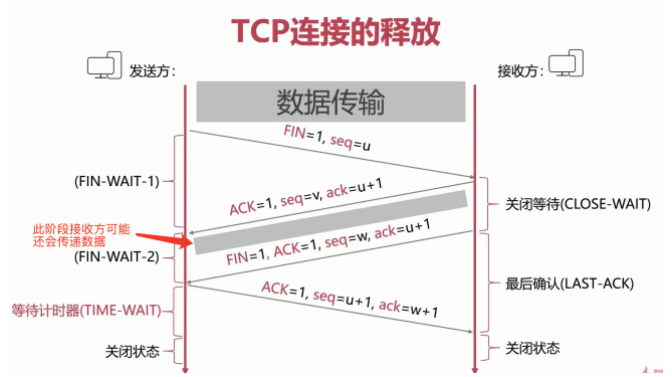 TCP连接的释放
发送方:
接收方:
数据传输
FIN=1, seq=u
(FIN-WAIT-1)
ACK=1, seq=v, ack=u+1
关闭等待(CLOSE-WAIT)
此阶段接收方可能
还会传递数据
(FIN-WAIT-2)
FIN=1, ACK=1, seq=w, ack=u+1
最后确认(LAST-ACK)
等待计时器(TIME-WAIT)
ACK=1, seq=u+1, ack=w+1
关闭状态
关闭状态